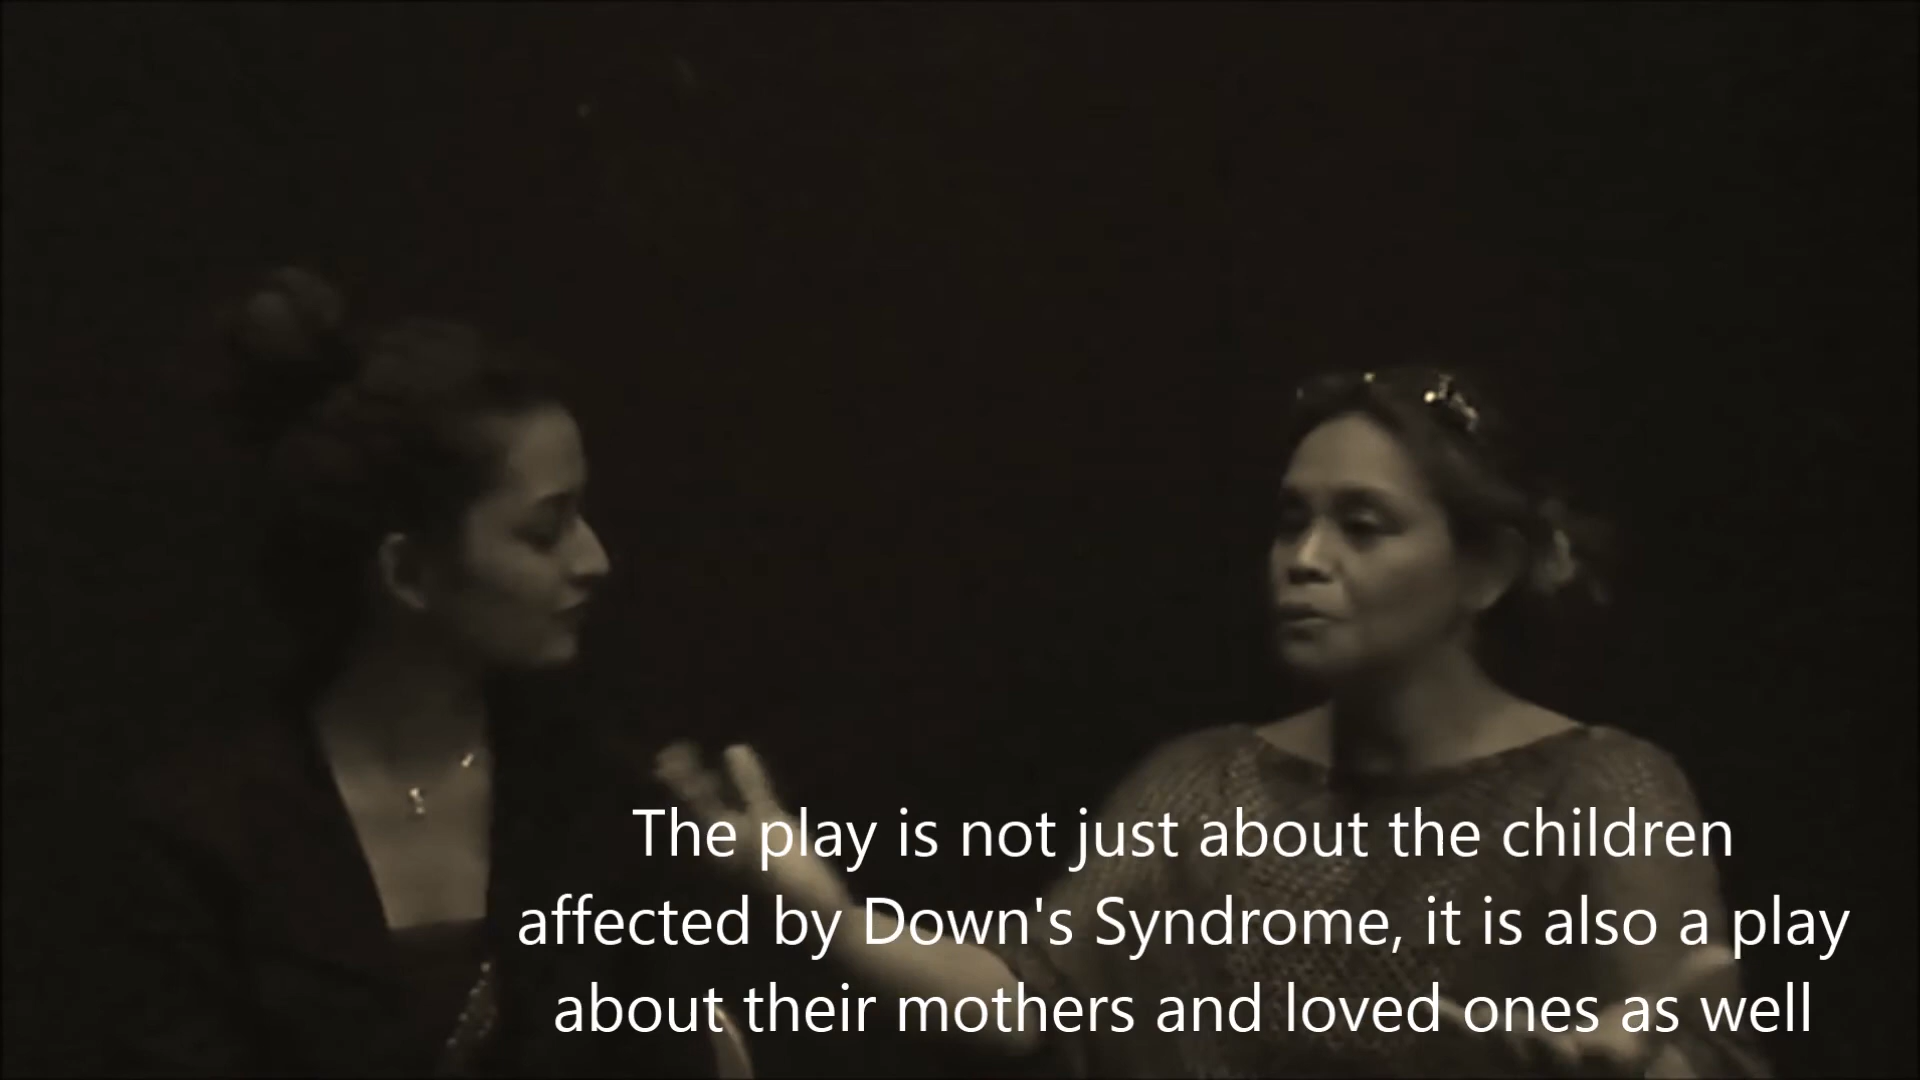 The play is not just about the children
affected by Down's Syndrome, it is also a play
about their mothers and loved ones as well